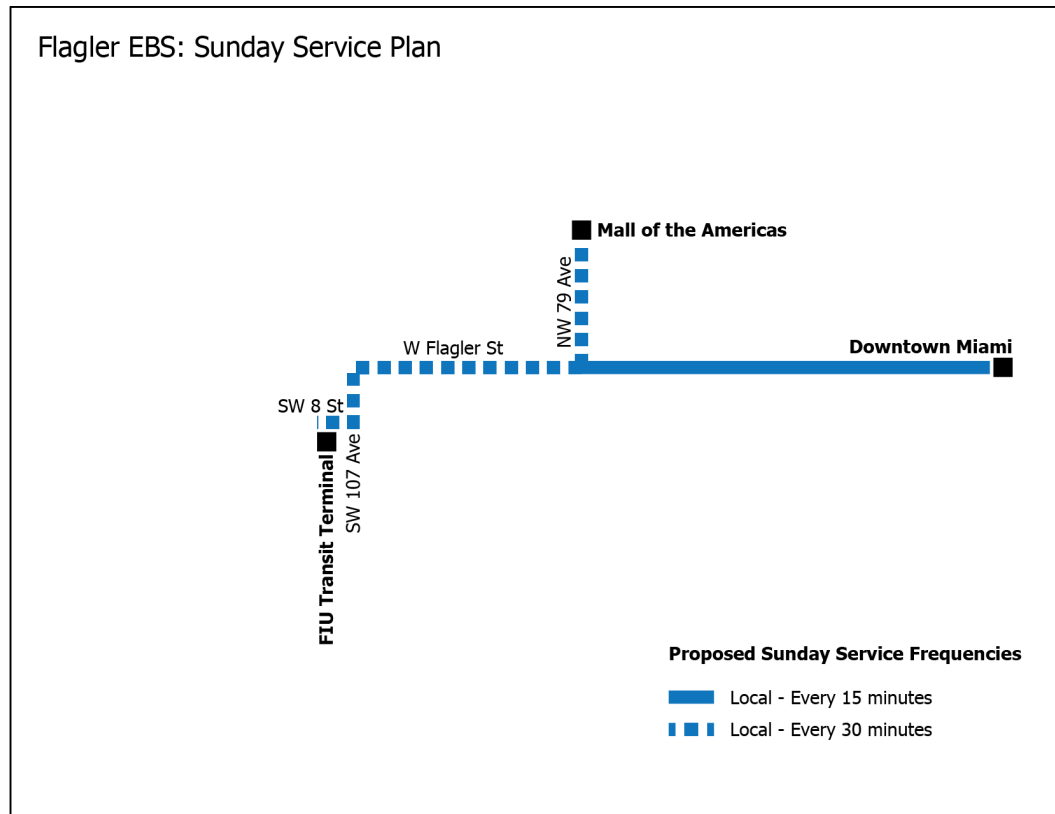 Flagler EBS: Sunday Service Plan
Mall of the Americas
NW 79 Ave
W Flagler St
Downtown Miami
SW 8 St
SW 107 Ave
FIU Transit Terminal
Proposed Sunday Service Frequencies
Local - Every 15 minutes
Local - Every 30 minutes